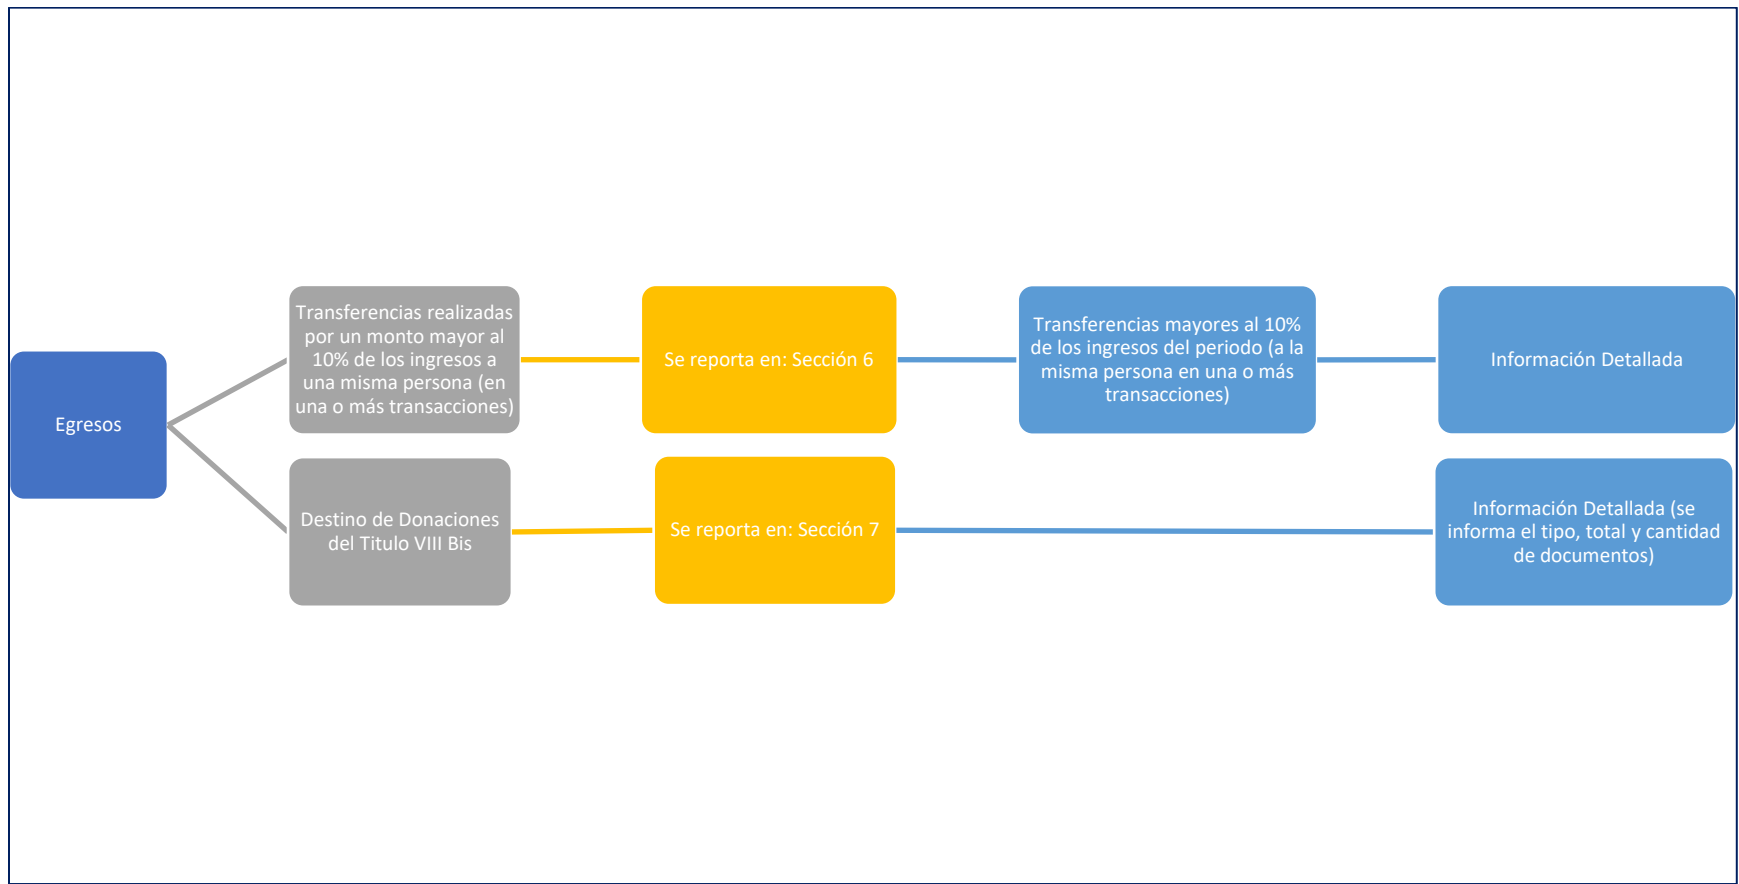 Egresos
Transferencias realizadas
por un monto mayor al
10% de los ingresos a
una misma persona (en
una o más transacciones)
Se reporta en: Sección 6
Transferencias mayores al 10%
de los ingresos del periodo (a la
misma persona en una o más
transacciones)
Información Detallada
Destino de Donaciones
del Titulo VIII Bis
Se reporta en: Sección 7
Información Detallada (se
informa el tipo, total y cantidad
de documentos)